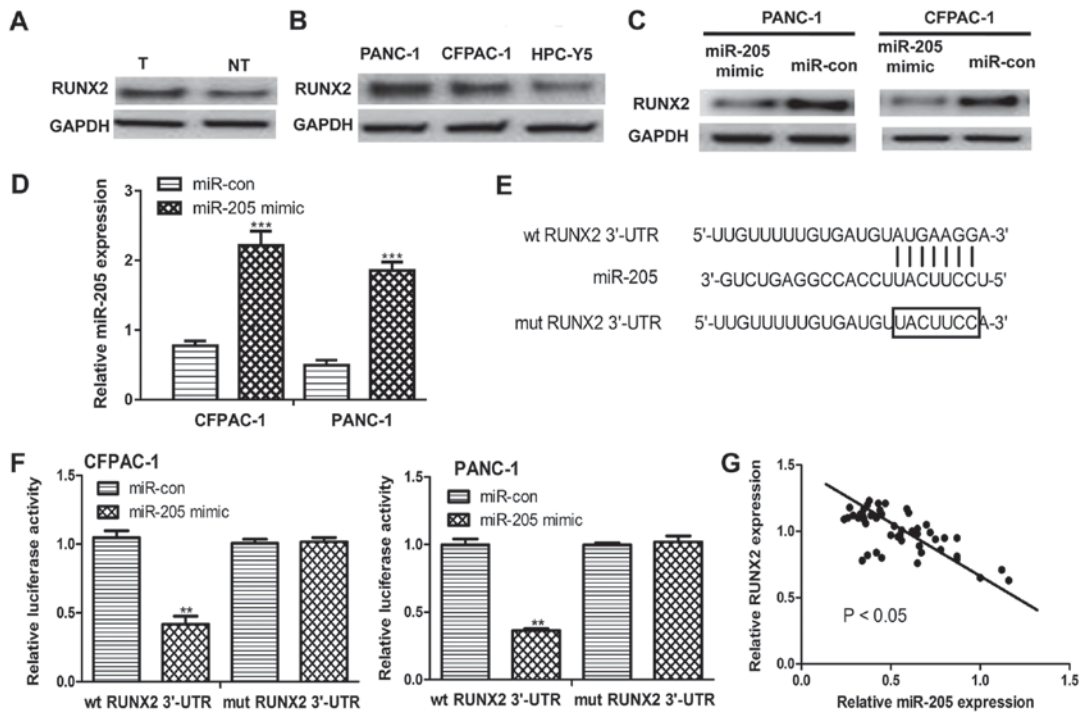 A
T NT
RUNX2
GAPDH
B
PANC-1 CFPAC-1 HPC-Y5
RUNX2
GAPDH
C
PANC-1 CFPAC-1
miR-205 mimic miR-con miR-205 mimic miR-con
RUNX2
GAPDH
D
miR-con
miR-205 mimic
Relative miR-205 expression
3
2
1
0
*** ***
CFPAC-1 PANC-1
E
wt RUNX2 3'-UTR 5'-UUGUUUUUGUGAUGUAUGAAGGA-3'
miR-205 3'-GUCUGAGGCCACCUUACUUCCU-5'
mut RUNX2 3'-UTR 5'-UUGUUUUUGUGAUGUUACUUCCA-3'
F
CFPAC-1
miR-con
miR-205 mimic
Relative luciferase activity
1.5
1.0
0.5
0.0
**
wt RUNX2 3'-UTR mut RUNX2 3'-UTR
PANC-1
miR-con
miR-205 mimic
Relative luciferase activity
1.5
1.0
0.5
0.0
**
wt RUNX2 3'-UTR mut RUNX2 3'-UTR
G
Relative RUNX2 expression
1.5
1.0
0.5
0.0
P < 0.05
0.0 0.5 1.0 1.5
Relative miR-205 expression